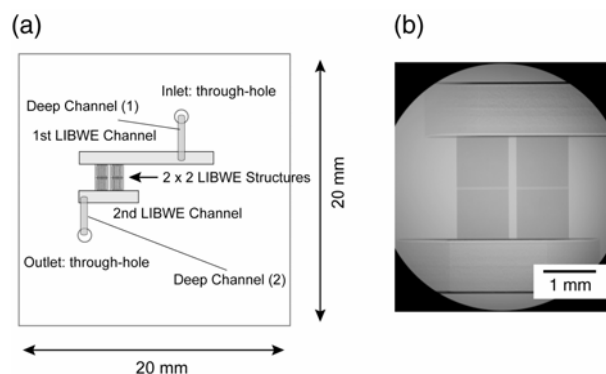 (a)
(b)
Inlet: through-hole
Deep Channel (1)
1st LIBWE Channel
2 x 2 LIBWE Structures
2nd LIBWE Channel
Outlet: through-hole
Deep Channel (2)
20 mm
20 mm
1 mm